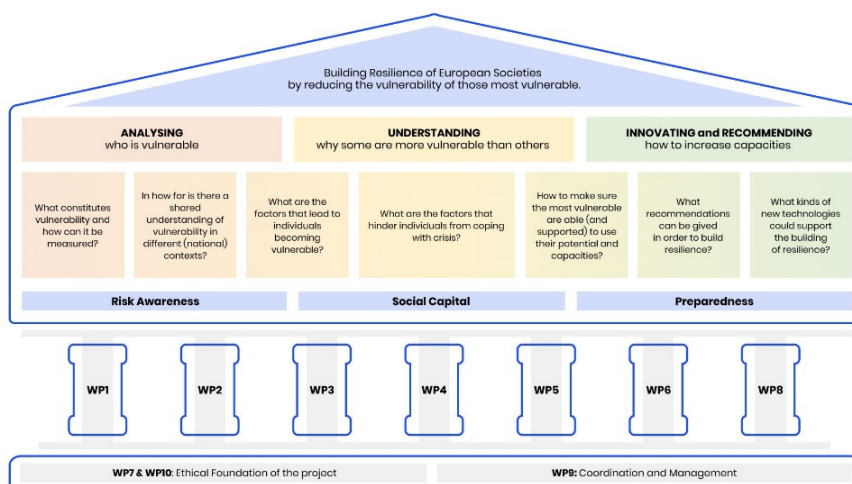 Building Resilience of European Societies
by reducing the vulnerability of those most vulnerable.
ANALYSING
who is vulnerable
UNDERSTANDING
why some are more vulnerable than others
INNOVATING and RECOMMENDING
how to increase capacities
What constitutes
vulnerability and
how can it be
measured?
In how far is there a
shared
understanding of
vulnerability in
different (national)
contexts?
What are the
factors that lead to
individuals
becoming
vulnerable?
What are the factors that
hinder individuals from coping
with crisis?
How to make sure
the most vulnerable
are able (and
supported) to use
their potential and
capacities?
What
recommendations
can be gived
in order to build
resilience?
What kinds of
new technologies
could support
the building
of resilience?
Risk Awareness
Social Capital
Preparedness
WP1
WP2
WP3
WP4
WP5
WP6
WP8
WP7 & WP10: Ethical Foundation of the project
WP9: Coordination and Management